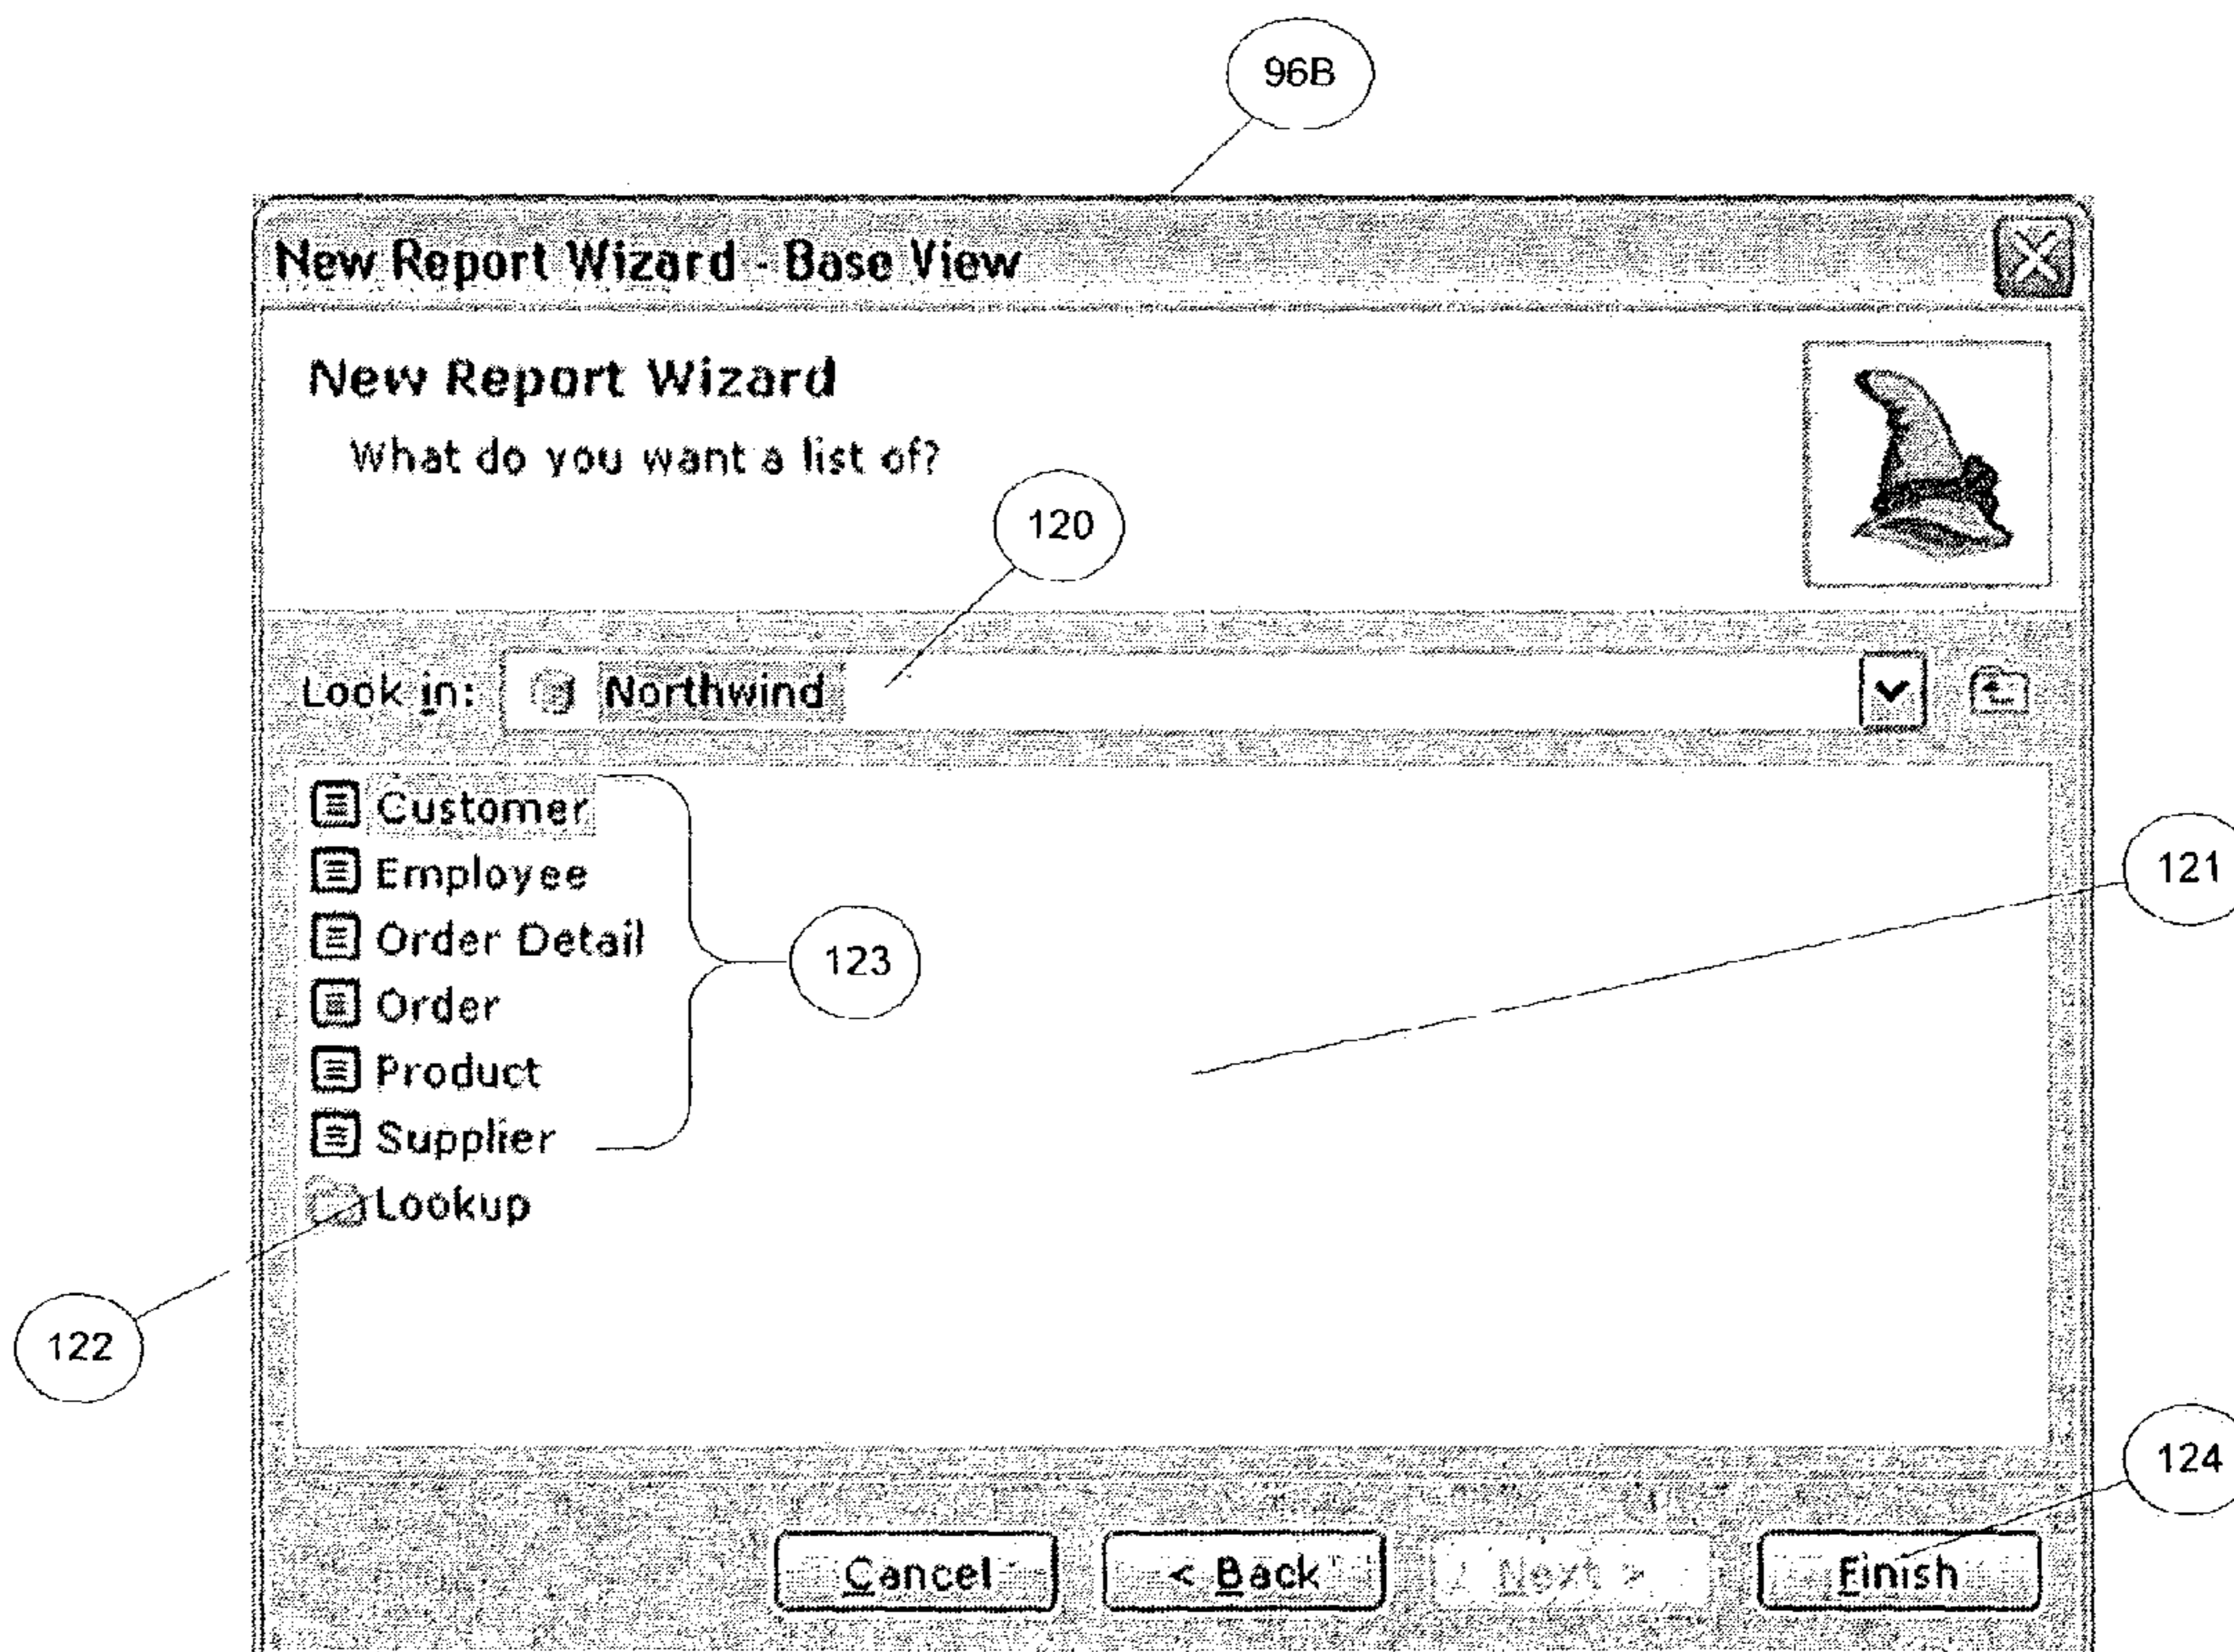 96B
New Report Wizard - Base View
New Report Wizard
What do you want a list of?
120
Look in: Northwind
Customer
Employee
121
Order Detail
123
Order
Product
Supplier
Lookup
122
124
Cancel < Back Next > Finish